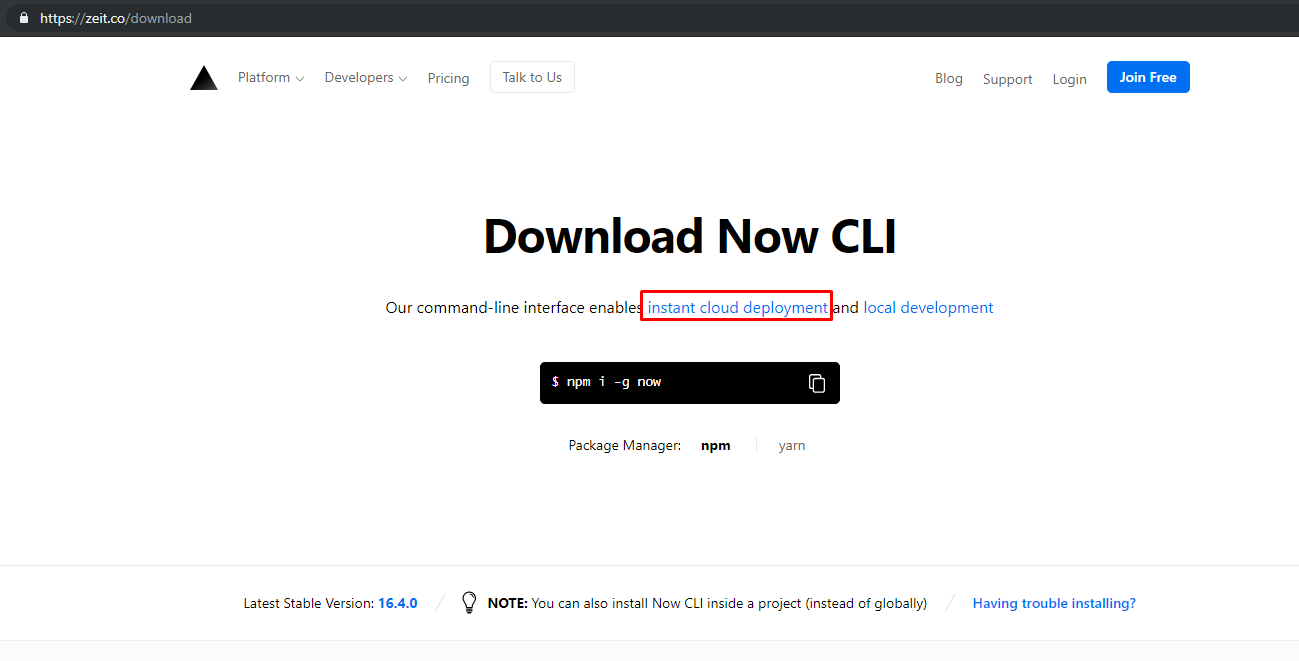 https://zeit.co/download
Platform Developers Pricing Talk to Us Blog Support Login Join Free
Download Now CLI
Our command-line interface enables instant cloud deployment and local development
$ npm i -g now
Package Manager: npm yarn
Latest Stable Version: 16.4.0 / NOTE: You can also install Now CLI inside a project (instead of globally) / Having trouble installing?